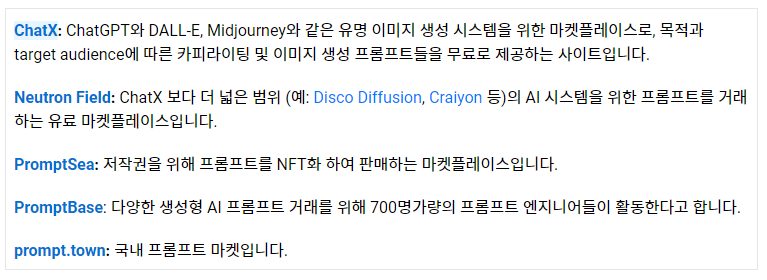 ChatX: ChatGPT와 DALL-E, Midjourney와 같은 유명 이미지 생성 시스템을 위한 마켓플레이스로, 목적과
target audience에 따른 카피라이팅 및 이미지 생성 프롬프트들을 무료로 제공하는 사이트입니다.
Neutron Field: ChatX 보다 더 넓은 범위 (예: Disco Diffusion, Craiyon 등)의 AI 시스템을 위한 프롬프트를 거래
하는 유료 마켓플레이스입니다.
PromptSea: 저작권을 위해 프롬프트를 NFT화 하여 판매하는 마켓플레이스입니다.
PromptBase: 다양한 생성형 AI 프롬프트 거래를 위해 700명가량의 프롬프트 엔지니어들이 활동한다고 합니다.
prompt.town: 국내 프롬프트 마켓입니다.